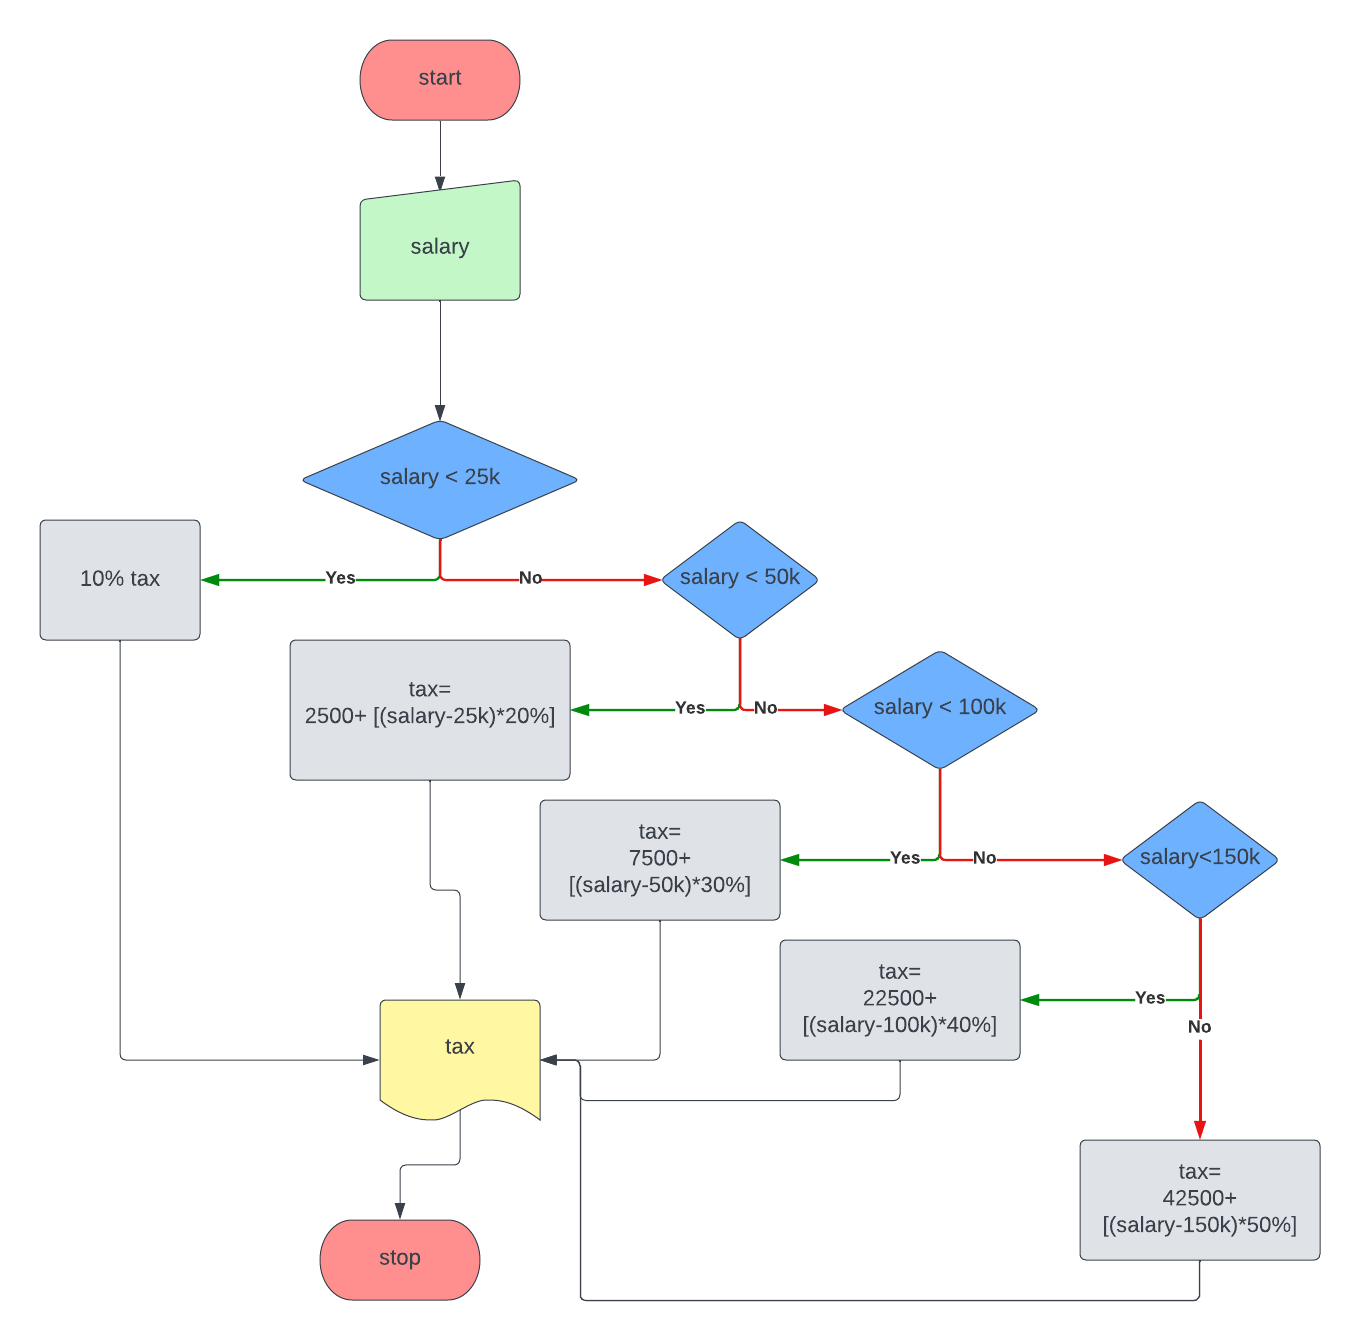 start
salary
salary < 25k
10% tax
Yes
No
salary < 50k
tax=
2500+ [(salary-25k)*20%]
Yes
No
salary < 100k
tax=
7500+
[(salary-50k)*30%]
Yes
No
salary<150k
tax=
22500+
[(salary-100k)*40%]
Yes
No
tax
tax=
42500+
[(salary-150k)*50%]
stop